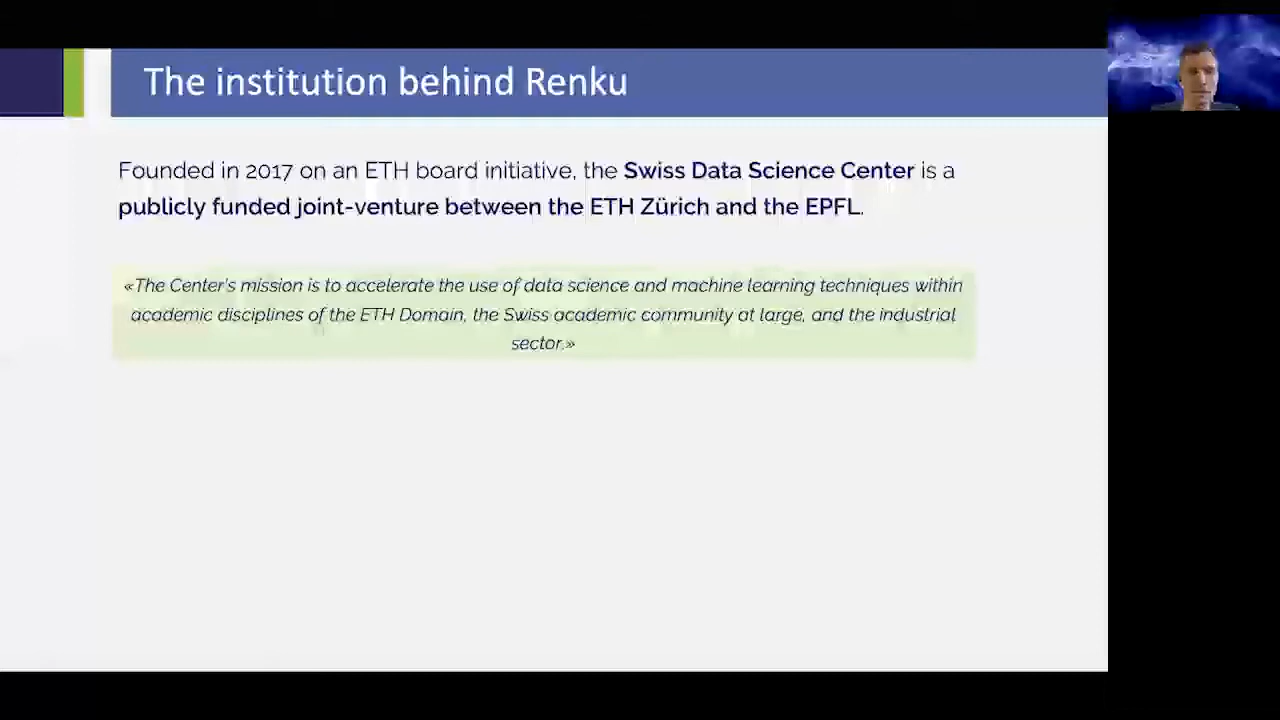 The institution behind Renku
Founded in 2017 on an ETH board initiative, the Swiss Data Science Center is a
publicly funded joint-venture between the ETH Zürich and the EPFL.
«The Center's mission is to accelerate the use of data science and machine learning techniques within
academic disciplines of the ETH Domain, the Swiss academic community at large, and the industrial
sector.»